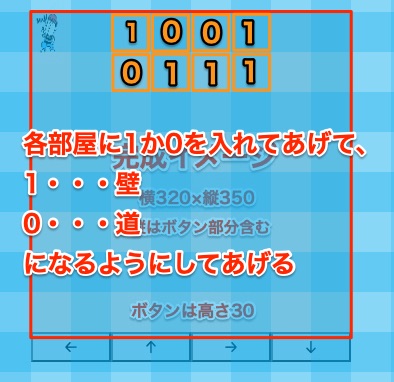 1 0 0 1
0 1 1 1
完成イメージ
各部屋に1か0を入れてあげて、
1・・・壁
横320×縦350
0・・・道
はボタン部分含む
になるようにしてあげる
ボタンは高さ30
← ↑ → ↓